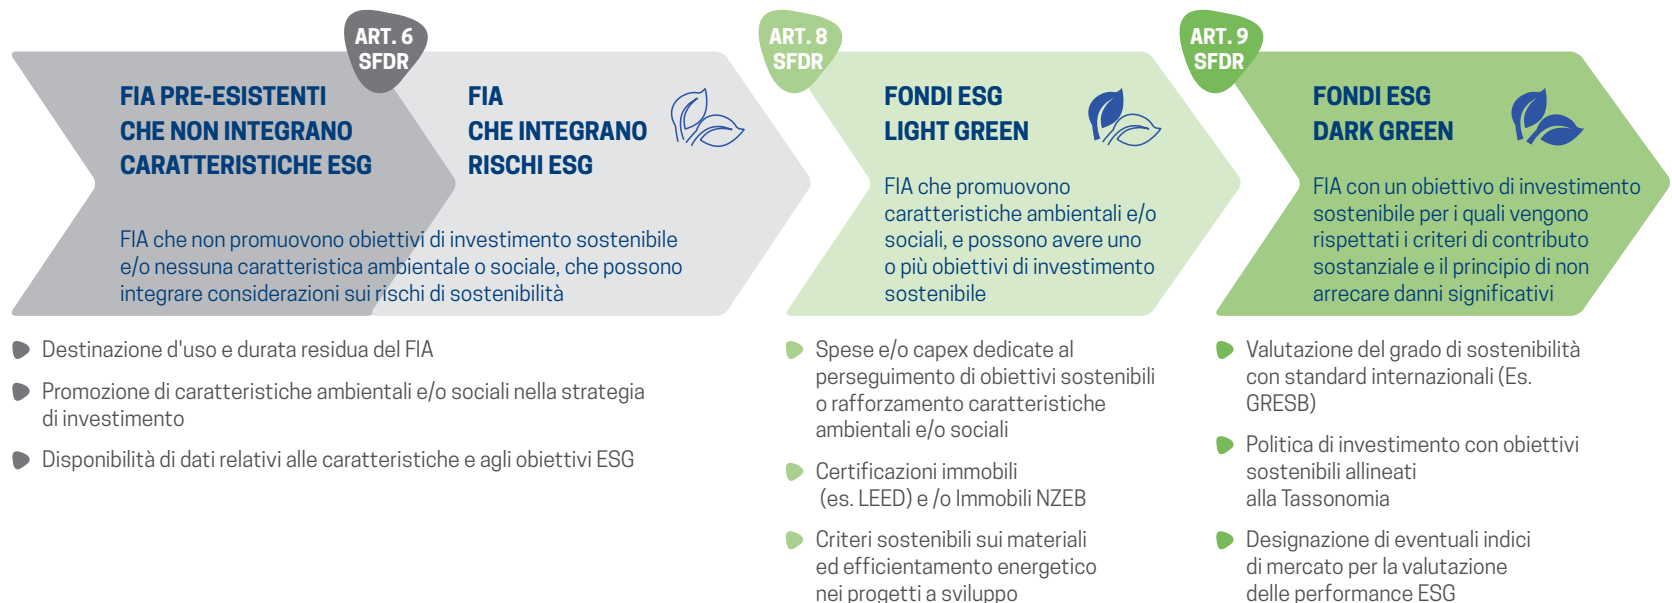 ART. 6
SFDR
FIA PRE-ESISTENTI
CHE NON INTEGRANO
CARATTERISTICHE ESG
FIA
CHE INTEGRANO
RISCHI ESG
FIA che non promuovono obiettivi di investimento sostenibile
e/o nessuna caratteristica ambientale o sociale, che possono
integrare considerazioni sui rischi di sostenibilità
Destinazione d'uso e durata residua del FIA
Promozione di caratteristiche ambientali e/o sociali nella strategia
di investimento
Disponibilità di dati relativi alle caratteristiche e agli obiettivi ESG
ART. 8
SFDR
FONDI ESG
LIGHT GREEN
FIA che promuovono
caratteristiche ambientali e/o
sociali, e possono avere uno
o più obiettivi di investimento
sostenibile
Spese e/o capex dedicate al
perseguimento di obiettivi sostenibili
o rafforzamento caratteristiche
ambientali e/o sociali
Certificazioni immobili
(es. LEED) e /o Immobili NZEB
Criteri sostenibili sui materiali
ed efficientamento energetico
nei progetti a sviluppo
ART. 9
SFDR
FONDI ESG
DARK GREEN
FIA con un obiettivo di investimento
sostenibile per i quali vengono
rispettati i criteri di contributo
sostanziale e il principio di non
arrecare danni significativi
Valutazione del grado di sostenibilità
con standard internazionali (Es.
GRESB)
Politica di investimento con obiettivi
sostenibili allineati
alla Tassonomia
Designazione di eventuali indici
di mercato per la valutazione
delle performance ESG